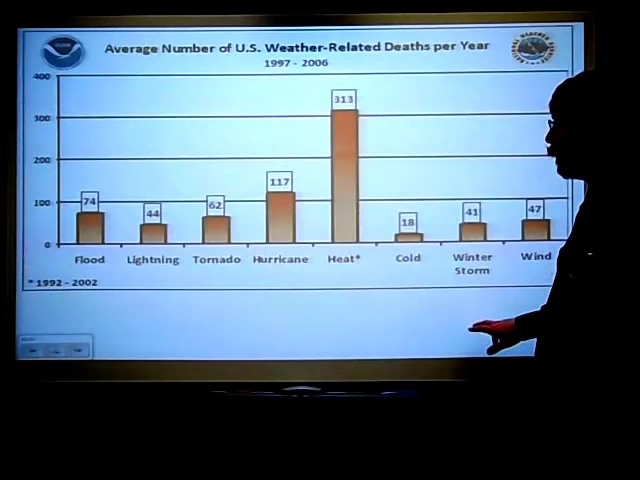 Average Number of U.S. Weather-Related Deaths per Year
1997 - 2006
400
300
200
100
0
74
44
62
117
313
18
41
47
Flood
Lightning
Tornado
Hurricane
Heat*
Cold
Winter
Storm
Wind
* 1992 - 2002